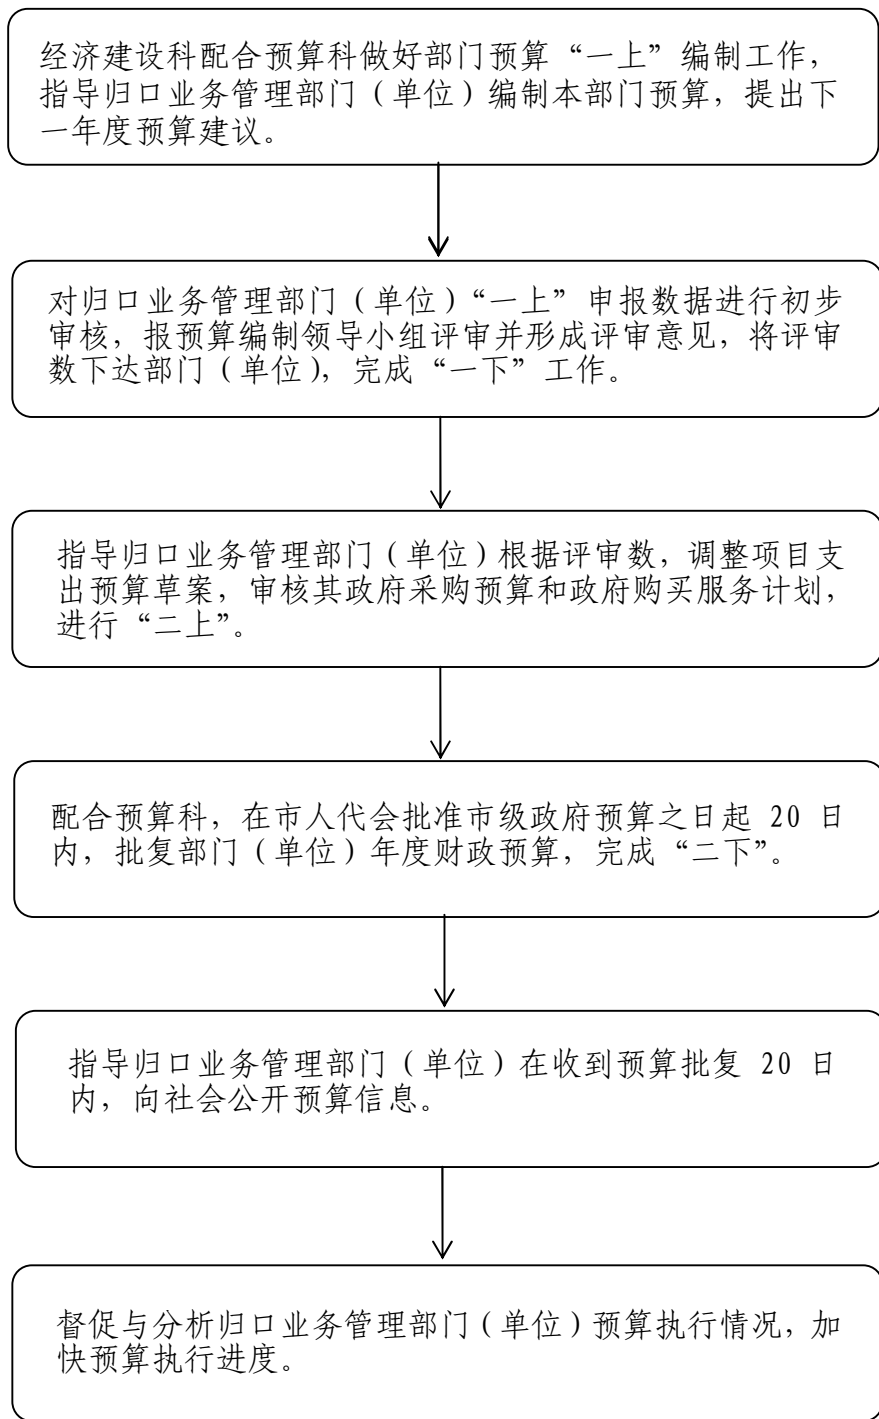 经济建设科配合预算科做好部门预算“一上”编制工作，
指导归口业务管理部门（单位）编制本部门预算，提出下
一年度预算建议。
对归口业务管理部门（单位）“一上”申报数据进行初步
审核，报预算编制领导小组评审并形成评审意见，将评审
数下达部门（单位），完成“一下”工作。
指导归口业务管理部门（单位）根据评审数，调整项目支
出预算草案，审核其政府采购预算和政府购买服务计划，
进行“二上”。
配合预算科，在市人代会批准市级政府预算之日起 20 日
内，批复部门（单位）年度财政预算，完成“二下”。
指导归口业务管理部门（单位）在收到预算批复 20 日
内，向社会公开预算信息。
督促与分析归口业务管理部门（单位）预算执行情况，加
快预算执行进度。